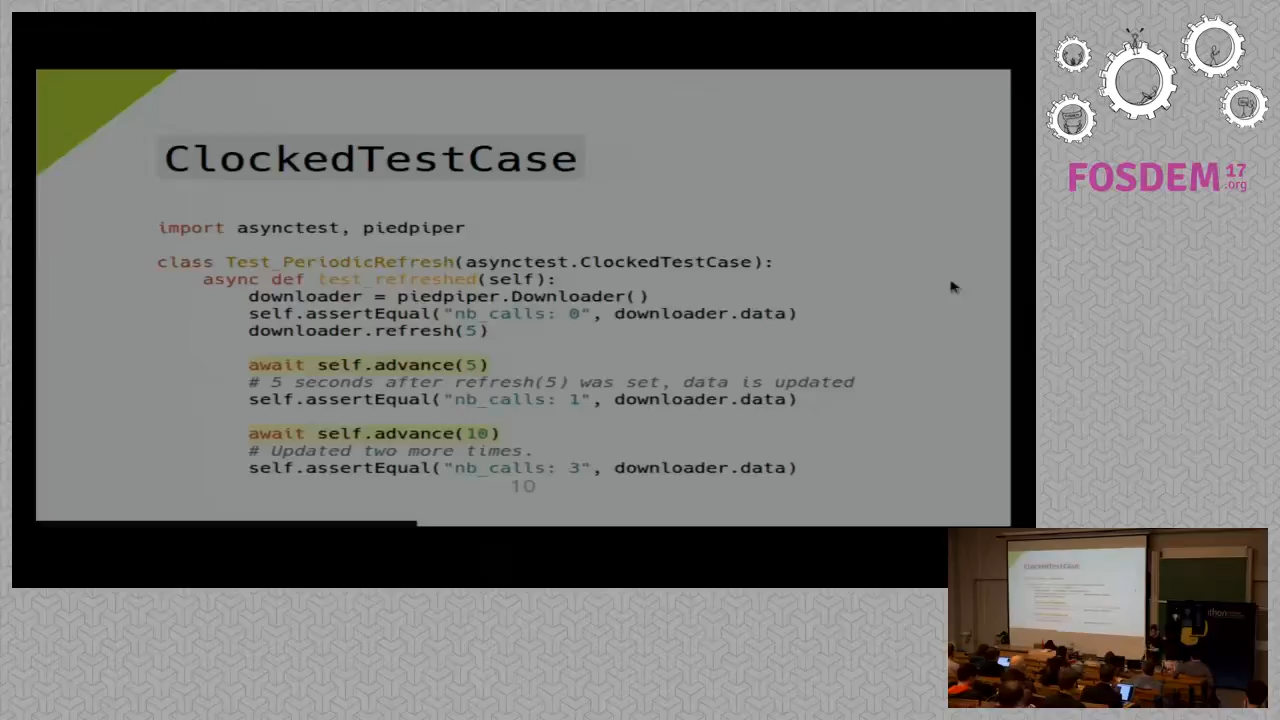 ClockedTestCase
import asynctest, piedpiper
class Test_PeriodicRefresh(asynctest.ClockedTestCase):
async def test_refreshed(self):
downloader = piedpiper.Downloader()
self.assertEqual("nb_calls: 0", downloader.data)
downloader.refresh(5)
await self.advance(5)
# 5 seconds after refresh(5) was set, data is updated
self.assertEqual("nb_calls: 1", downloader.data)
await self.advance(10)
# Updated two more times.
self.assertEqual("nb_calls: 3", downloader.data)
10
FOSDEM 17
.org
ClockedTestCase